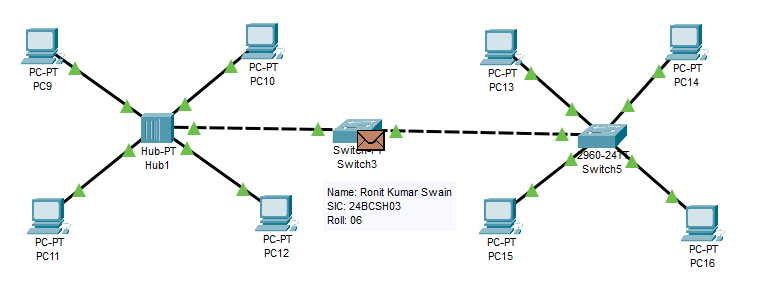 PC-PT
PC9
PC-PT
PC10
PC-PT
PC13
PC-PT
PC14
Hub-PT
Hub1
Switch-PT
Switch3
2960-24TT
Switch5
Name: Ronit Kumar Swain
SIC: 24BCSH03
Roll: 06
PC-PT
PC11
PC-PT
PC12
PC-PT
PC15
PC-PT
PC16